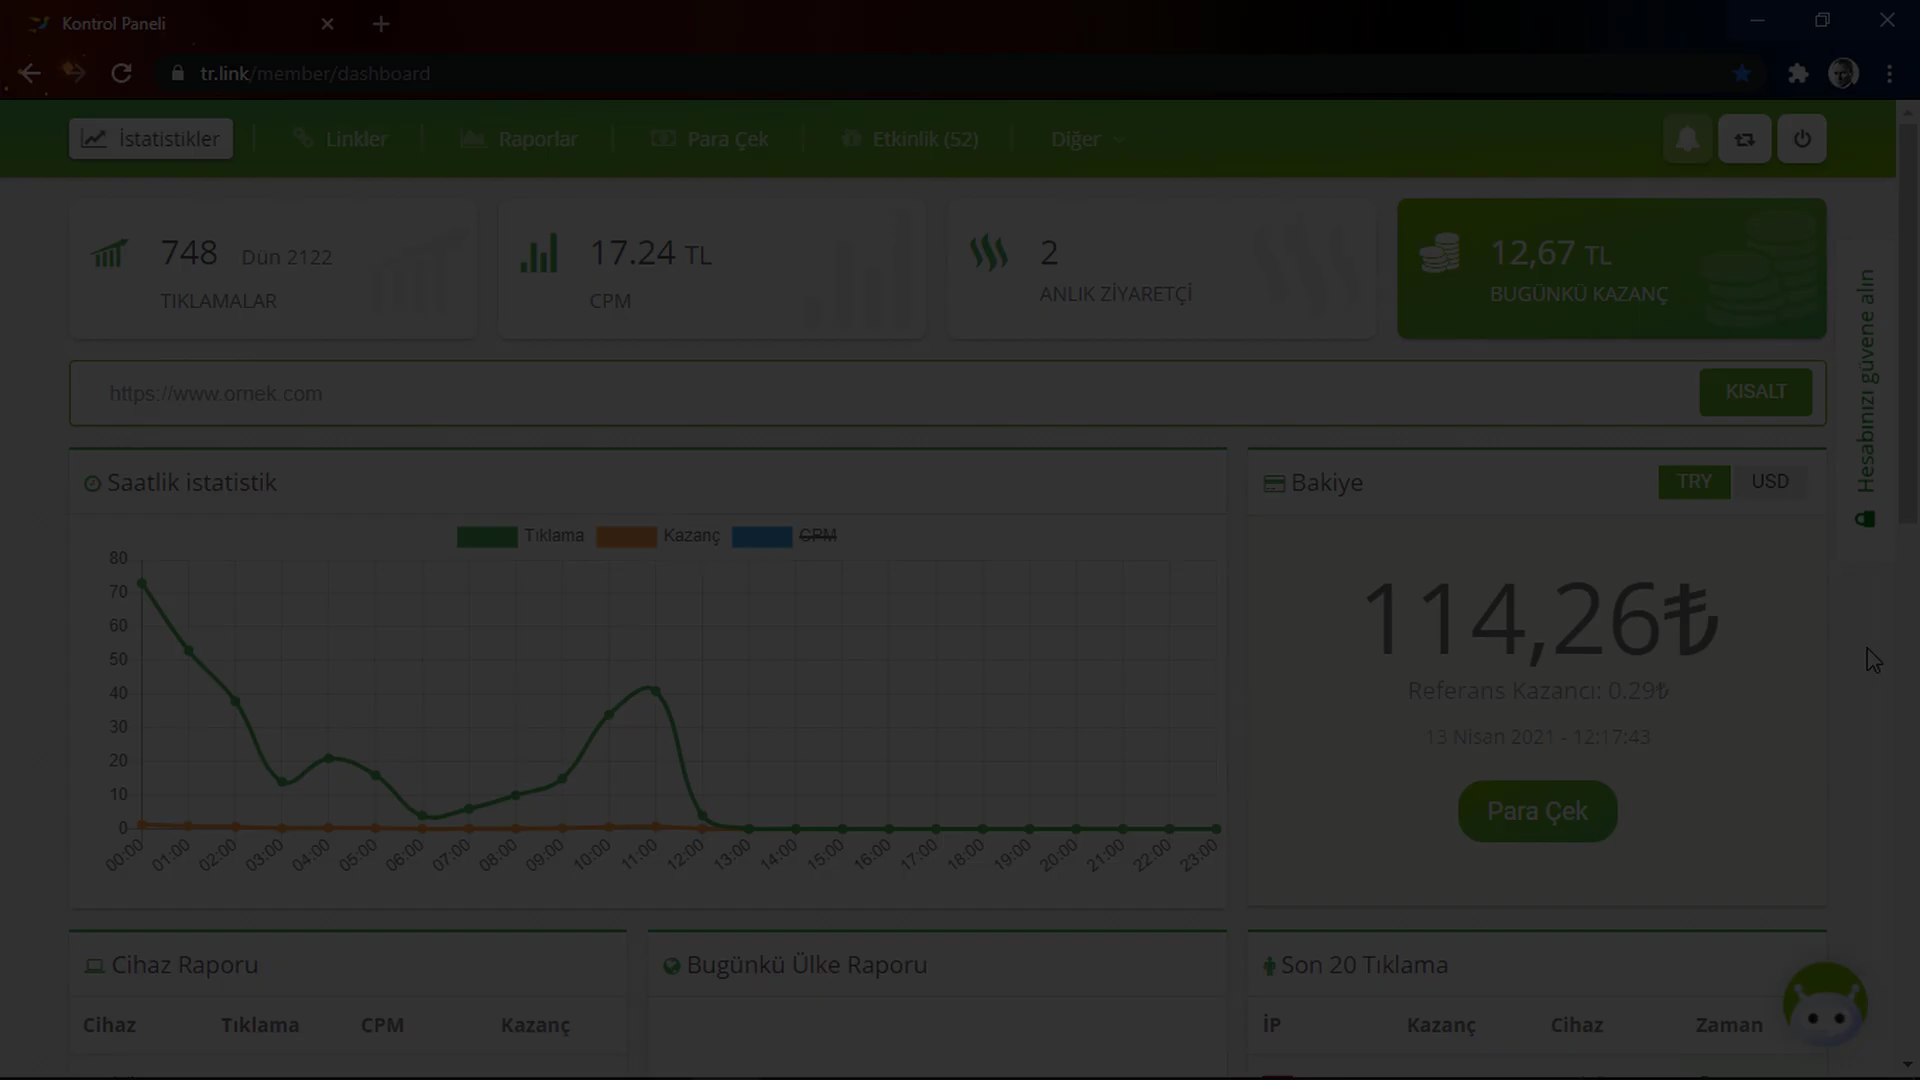 Kontrol Paneli
tr.link/member/dashboard
İstatistikler
Linkler
Raporlar
Para Çek
Etkinlik (52)
Diğer
748 Dün 2122
TIKLAMALAR
17.24 TL
CPM
2
ANLIK ZİYARETÇİ
12,67 TL
BUGÜNKÜ KAZANÇ
Hesabınızı güvene alın
https://www.ornek.com
KISALT
Saatlik istatistik
Tıklama Kazanç CPM
80
70
60
50
40
30
20
10
0
00:00 01:00 02:00 03:00 04:00 05:00 06:00 07:00 08:00 09:00 10:00 11:00 12:00 13:00 14:00 15:00 16:00 17:00 18:00 19:00 20:00 21:00 22:00 23:00
Bakiye
TRY USD
114,26₺
Referans Kazancı: 0.29₺
13 Nisan 2021 - 12:17:43
Para Çek
Cihaz Raporu
Cihaz Tıklama CPM Kazanç
Bugünkü Ülke Raporu
Son 20 Tıklama
İP Kazanç Cihaz Zaman